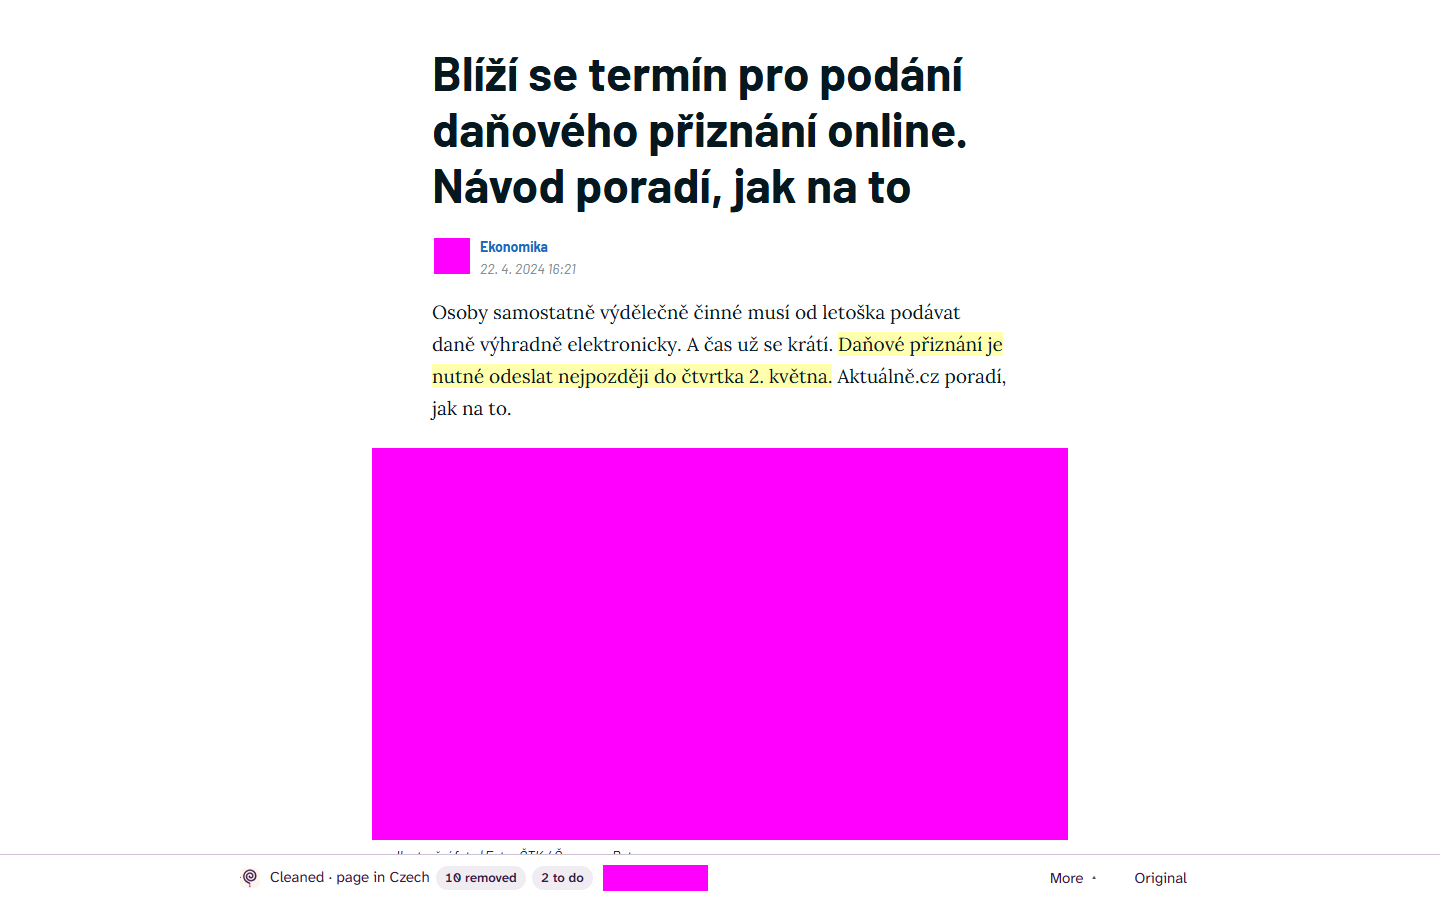 Blíží se termín pro podání
daňového přiznání online.
Návod poradí, jak na to
Ekonomika
22. 4. 2024 16:21
Osoby samostatně výdělečně činné musí od letoška podávat
daně výhradně elektronicky. A čas už se krátí. Daňové přiznání je
nutné odeslat nejpozději do čtvrtka 2. května. Aktuálně.cz poradí,
jak na to.
Cleaned · page in Czech 10 removed 2 to do
More
Original